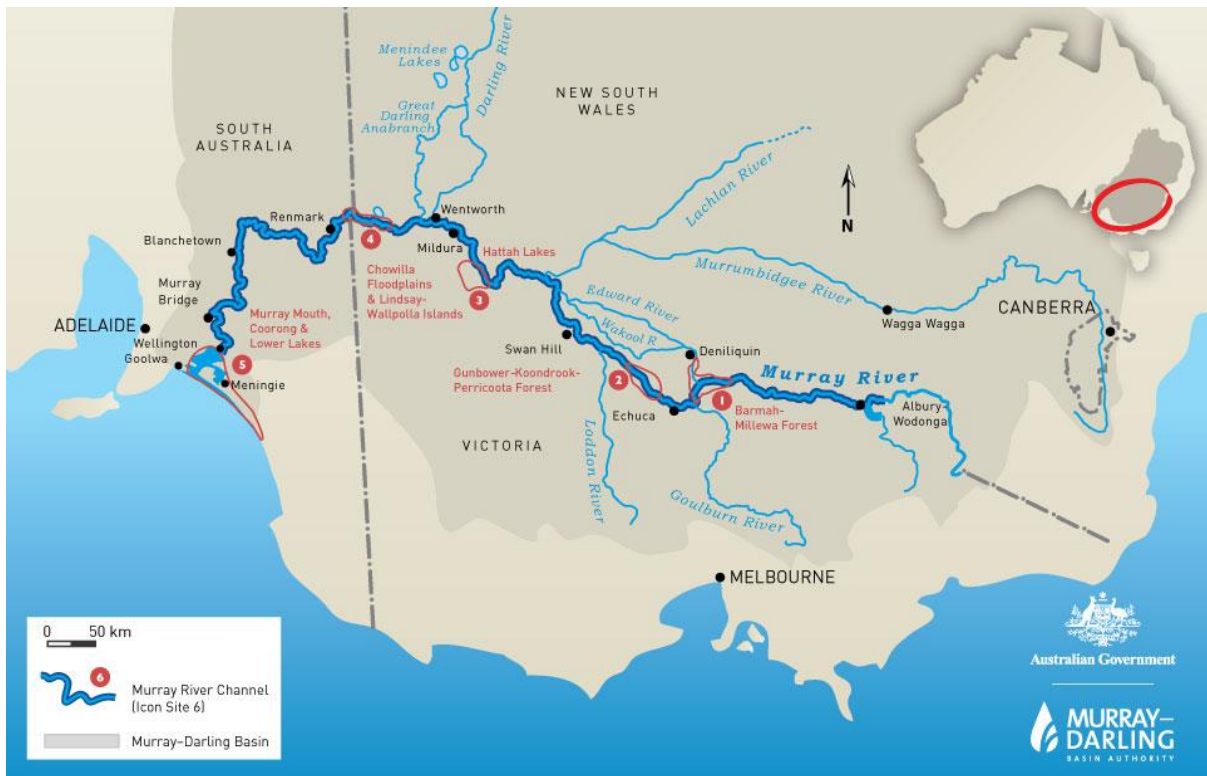 Menindee
Lakes
Darling River
Great
Darling
Anabranch
NEW SOUTH
WALES
SOUTH
AUSTRALIA
Lachlan River
N
Wentworth
Renmark
4
Mildura
Hattah Lakes
Blanchetown
Chowilla
Floodplains
& Lindsay-
Wallpolla Islands
3
Murrumbidgee River
Murray
Bridge
Edward River
Wakool R
Wagga Wagga
CANBERRA
ADELAIDE
Murray Mouth,
Coorong &
Lower Lakes
Wellington
Goolwa
5
Meningie
Swan Hill
Deniliquin
Gunbower-Koondrook-
Perricoota Forest
2
Murray River
1
Echuca
Barmah-
Millewa Forest
Albury-
Wodonga
VICTORIA
Loddon River
Goulburn River
MELBOURNE
0 50 km
6
Murray River Channel
(Icon Site 6)
Murray–Darling Basin
Australian Government
MURRAY–
DARLING
BASIN AUTHORITY